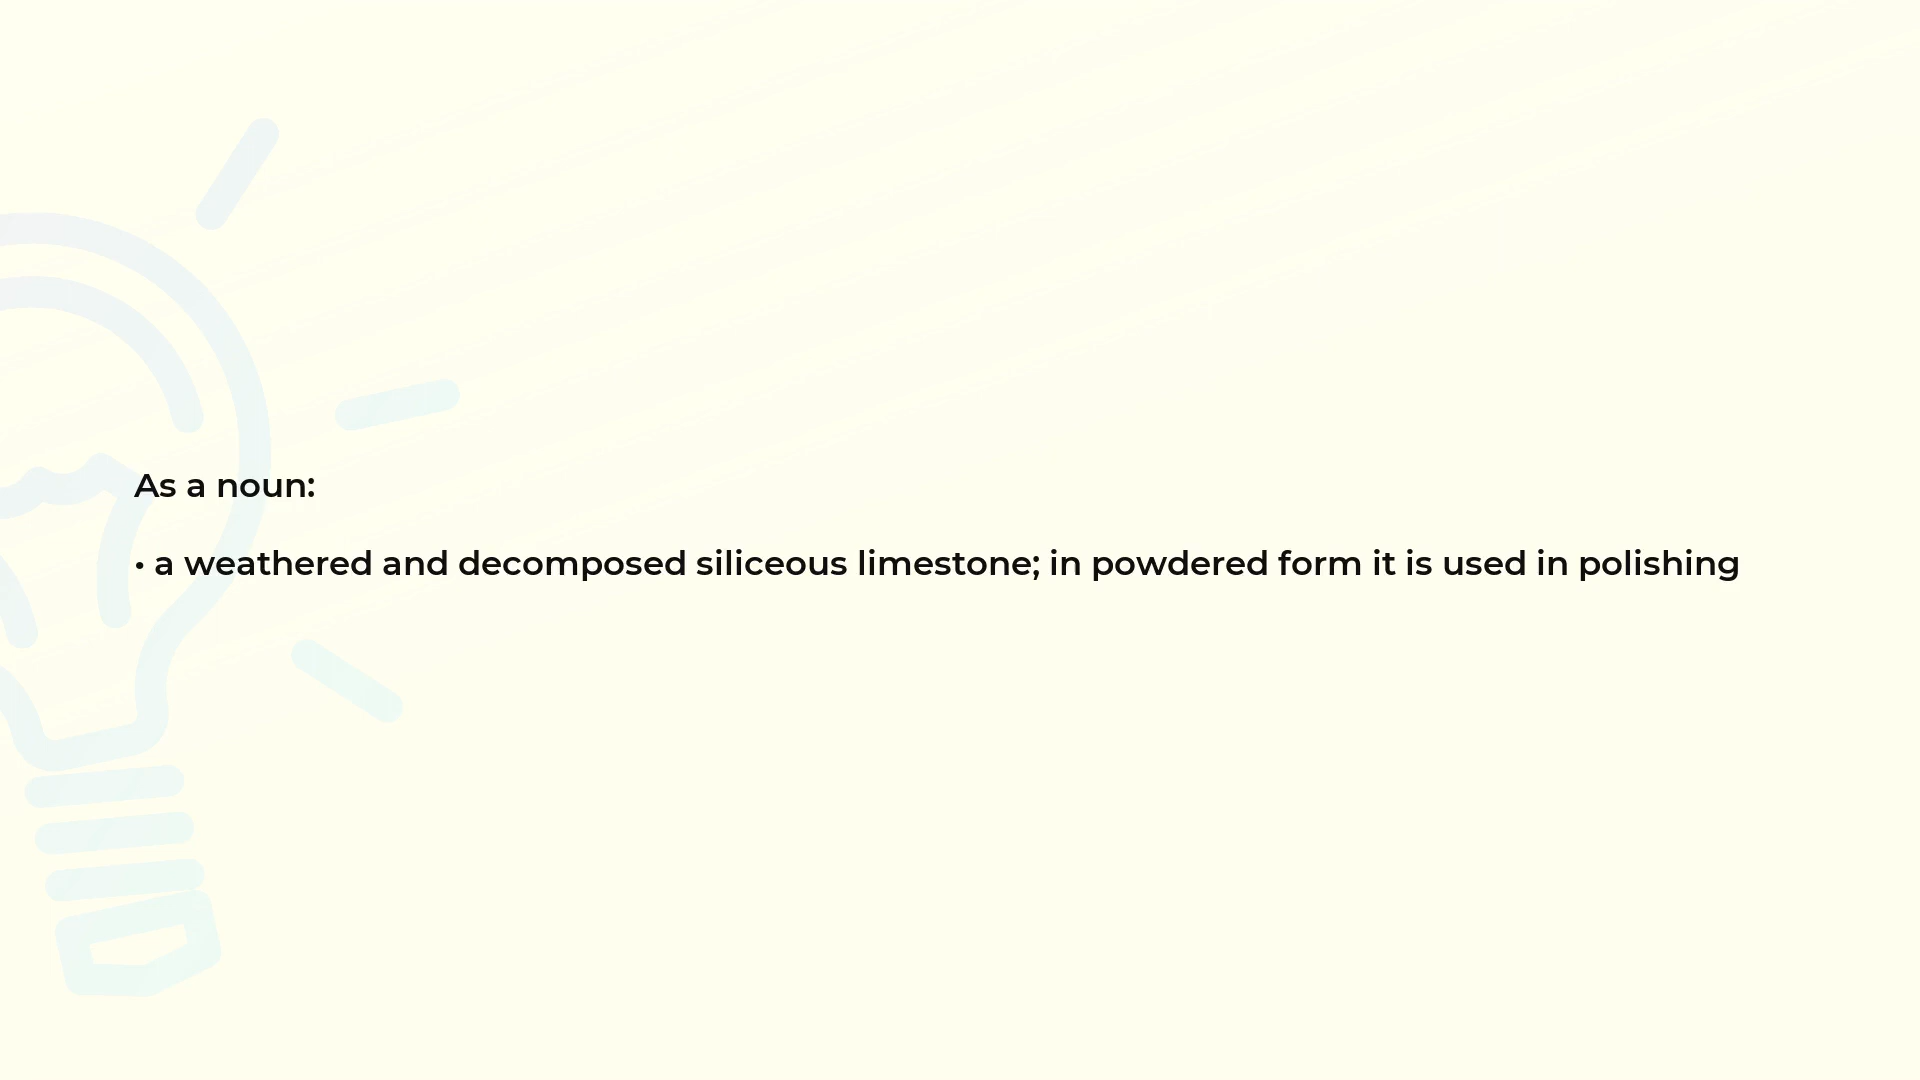 As a noun:
• a weathered and decomposed siliceous limestone; in powdered form it is used in polishing